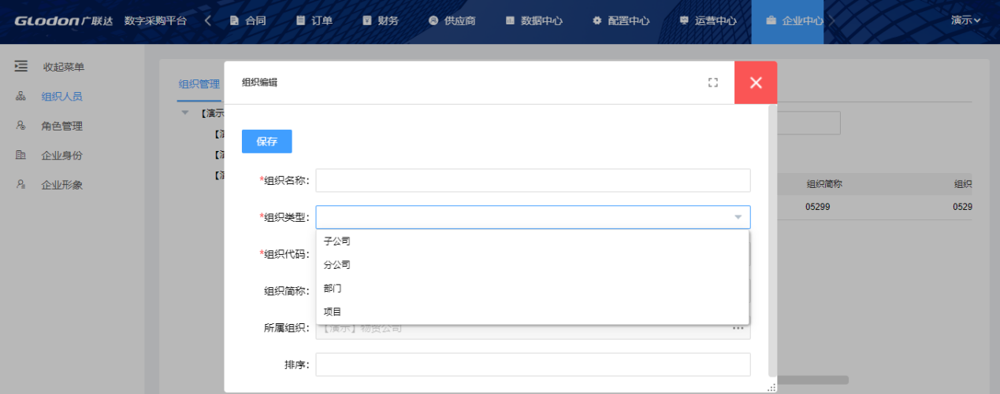 GLodon广联达 数字采购平台 合同 订单 财务 供应商 数据中心 配置中心 运营中心 企业中心 演示
收起菜单
组织人员
角色管理
企业身份
企业形象
组织管理
【演示
组织编辑
保存
*组织名称：
*组织类型：
子公司
分公司
部门
项目
*组织代码：
组织简称：
所属组织： 【演示】物资公司
排序：
组织简称 组织
05299 0529